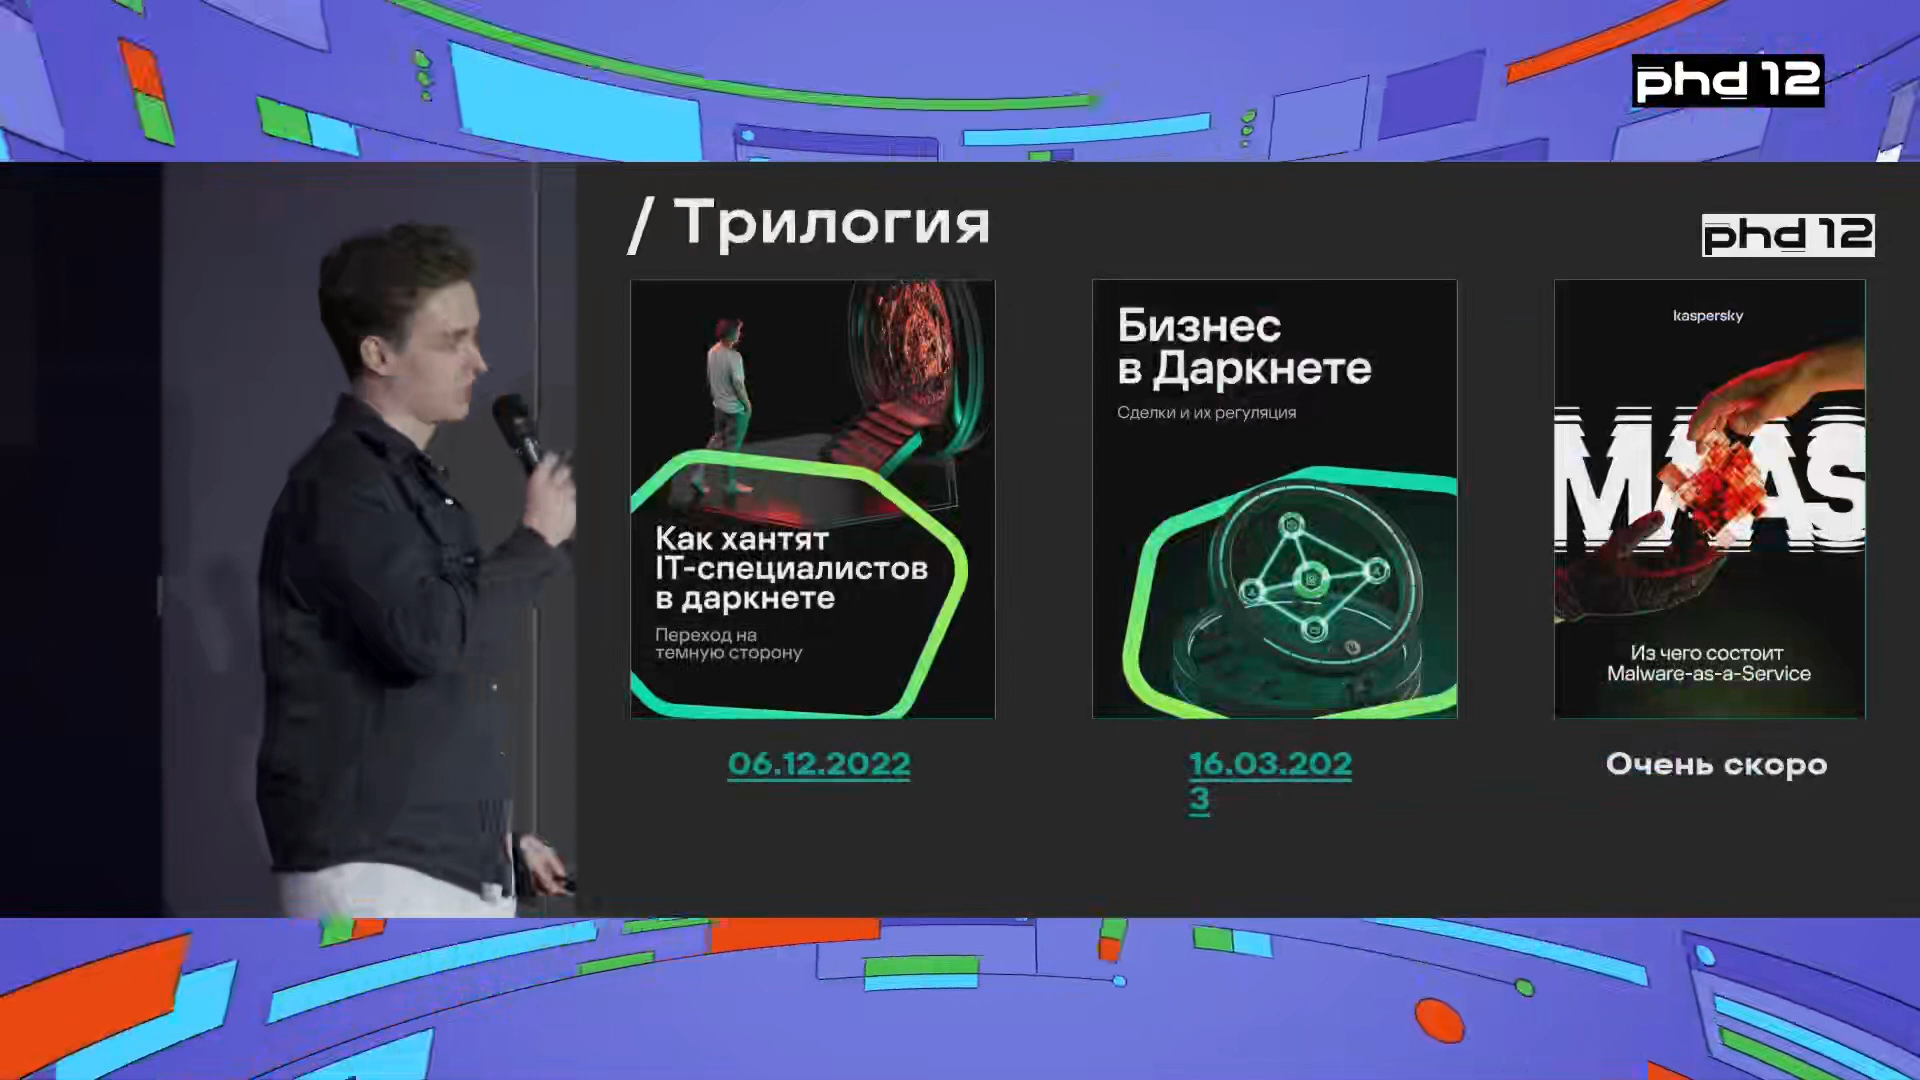 phd 12
/ Трилогия
phd 12
Как хантят
IT-специалистов
в даркнете
Переход на
темную сторону
06.12.2022
Бизнес
в Даркнете
Сделки и их регуляция
16.03.202
3
kaspersky
MAAS
Из чего состоит
Malware-as-a-Service
Очень скоро